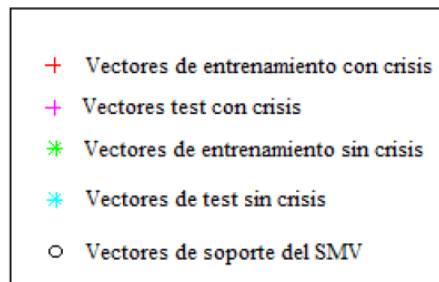 Vectores de entrenamiento con crisis
Vectores test con crisis
Vectores de entrenamiento sin crisis
Vectores de test sin crisis
Vectores de soporte del SMV